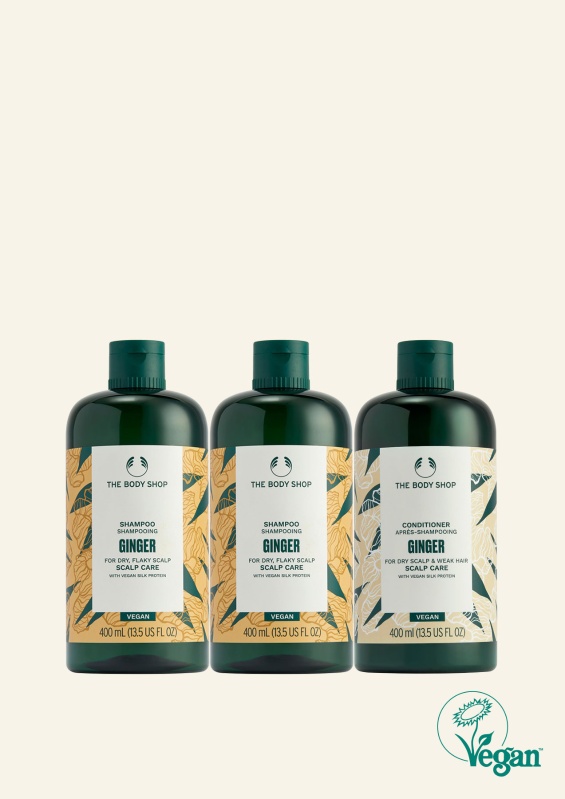 THE BODY SHOP
SHAMPOO
SHAMPOOING
GINGER
FOR DRY, FLAKY SCALP
SCALP CARE
WITH VEGAN SILK PROTEIN
VEGAN
400 mL (13.5 US FL OZ)
THE BODY SHOP
SHAMPOO
SHAMPOOING
GINGER
FOR DRY, FLAKY SCALP
SCALP CARE
WITH VEGAN SILK PROTEIN
VEGAN
400 mL (13.5 US FL OZ)
THE BODY SHOP
CONDITIONER
APRÈS-SHAMPOOING
GINGER
FOR DRY SCALP & WEAK HAIR
SCALP CARE
WITH VEGAN SILK PROTEIN
VEGAN
400 ml (13.5 US FL OZ)
Vegan™